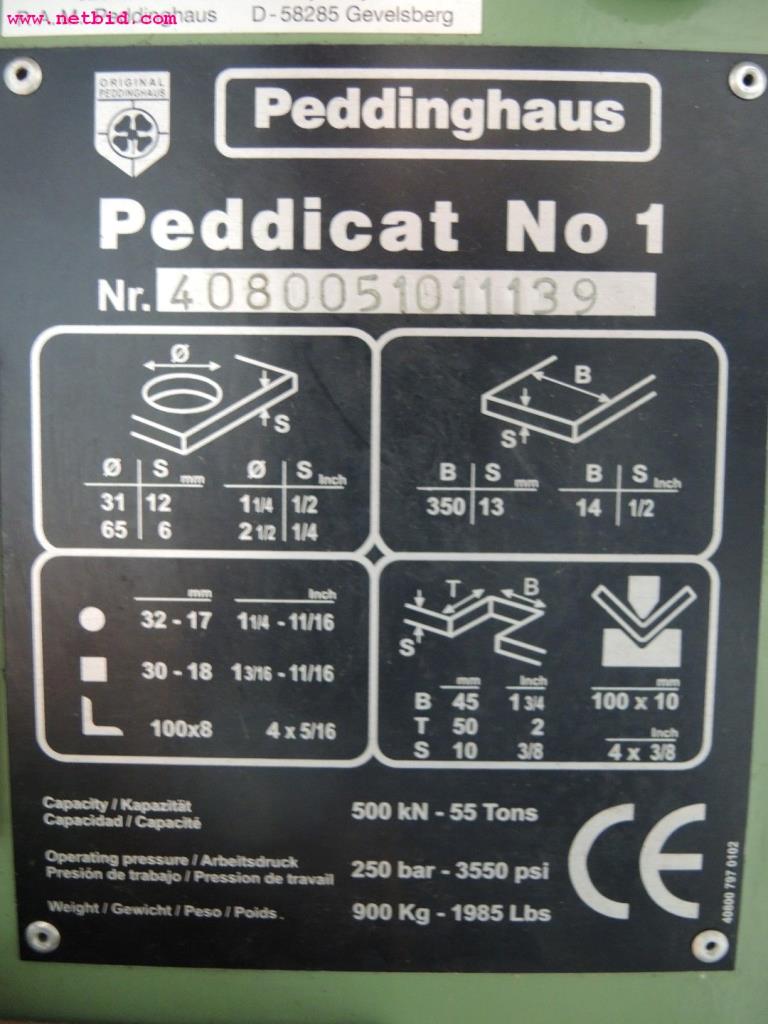 www.netbid.com
Peddinghaus D-58285 Gevelsberg
ORIGINAL
PEDDINGHAUS
Peddinghaus
Peddicat No 1
Nr. 4080051011139
Ø
S
Ø S mm Ø S Inch
31 12 1 1/4 1/2
65 6 2 1/2 1/4
B
S
B S mm B S Inch
350 13 14 1/2
mm Inch
32 - 17 1 1/4 - 11/16
30 - 18 1 3/16 - 11/16
100x8 4 x 5/16
T B
S
mm Inch
B 45 1 3/4
T 50 2
S 10 3/8
mm
100 x 10
Inch
4 x 3/8
Capacity / Kapazität
Capacidad / Capacité
500 kN - 55 Tons
Operating pressure / Arbeitsdruck
Presión de trabajo / Pression de travail
250 bar - 3550 psi
Weight / Gewicht / Peso / Poids.
900 Kg - 1985 Lbs
CE
40800 797 0102